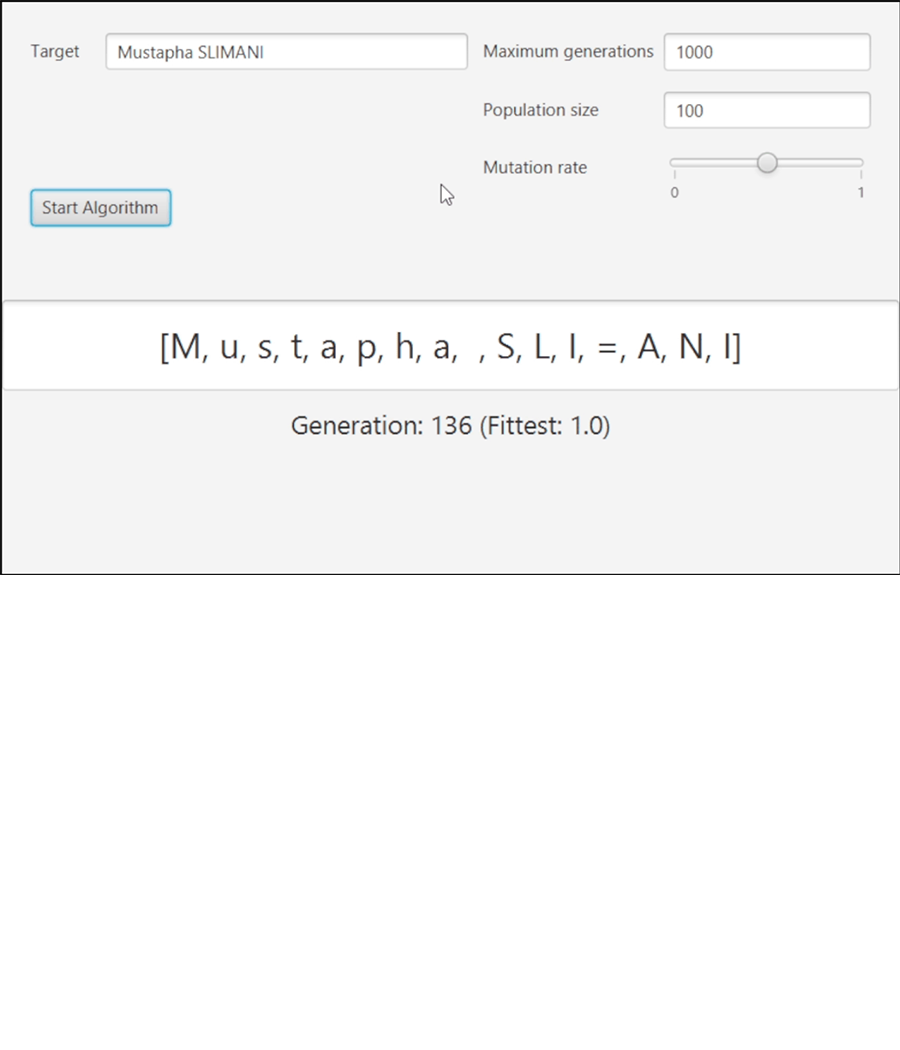 Target Mustapha SLIMANI Maximum generations 1000
Population size 100
Mutation rate
0 1
Start Algorithm
[M, u, s, t, a, p, h, a,  , S, L, I, =, A, N, I]
Generation: 136 (Fittest: 1.0)